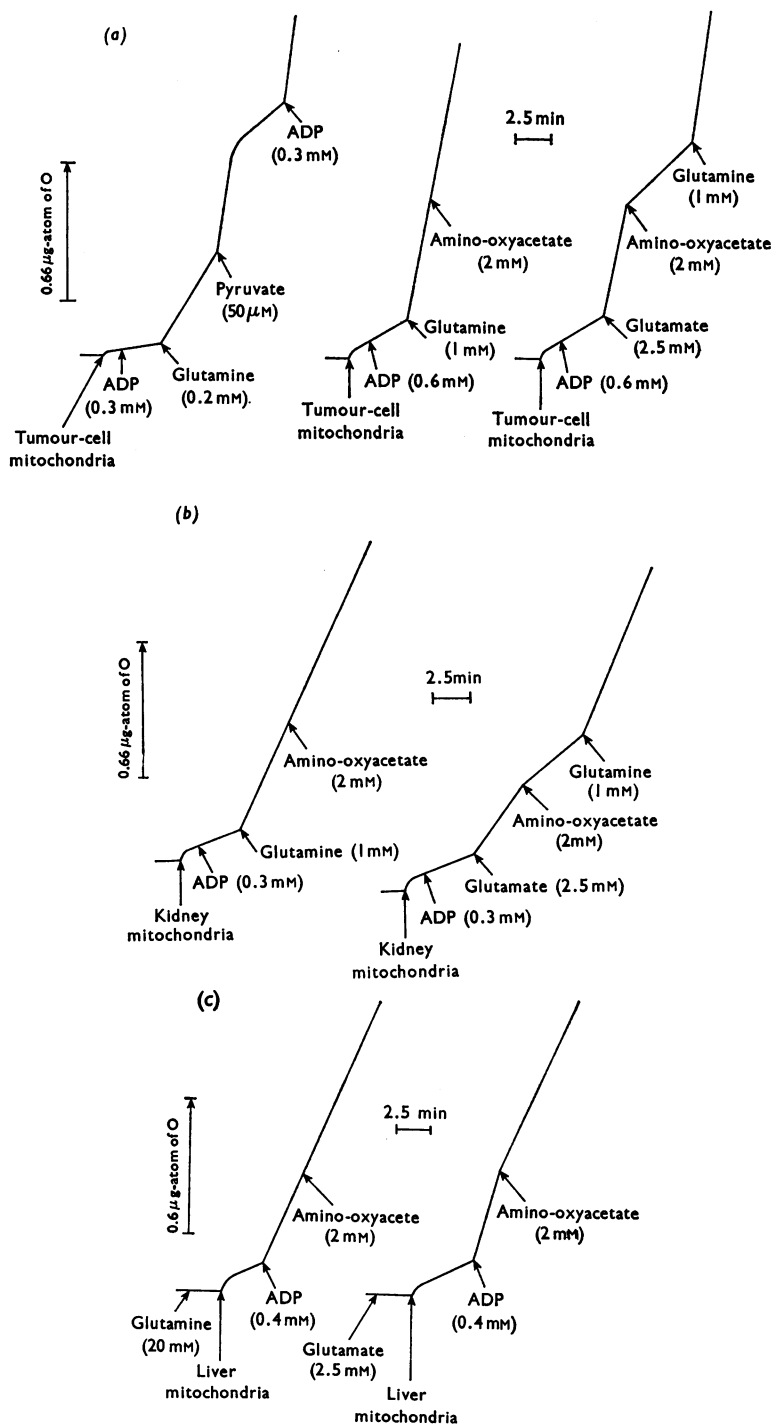 (a)
ADP
(0.3 mM)
0.66 μg-atom of O
Pyruvate
(50 μM)
ADP
(0.3 mM)
Glutamine
(0.2 mM).
Tumour-cell
mitochondria
Amino-oxyacetate
(2 mM)
Glutamine
(1 mM)
ADP (0.6 mM)
Tumour-cell
mitochondria
2.5 min
Glutamine
(1 mM)
Amino-oxyacetate
(2 mM)
Glutamate
(2.5 mM)
ADP (0.6 mM)
Tumour-cell
mitochondria
(b)
0.66 μg-atom of O
Amino-oxyacetate
(2 mM)
Glutamine (1 mM)
ADP (0.3 mM)
Kidney
mitochondria
2.5min
Glutamine
(1 mM)
Amino-oxyacetate
(2mM)
Glutamate (2.5 mM)
ADP (0.3 mM)
Kidney
mitochondria
(c)
0.6 μg-atom of O
Amino-oxyacete
(2 mM)
ADP
(0.4 mM)
Glutamine
(20 mM)
Liver
mitochondria
2.5 min
Amino-oxyacetate
(2 mM)
ADP
(0.4 mM)
Glutamate
(2.5 mM)
Liver
mitochondria